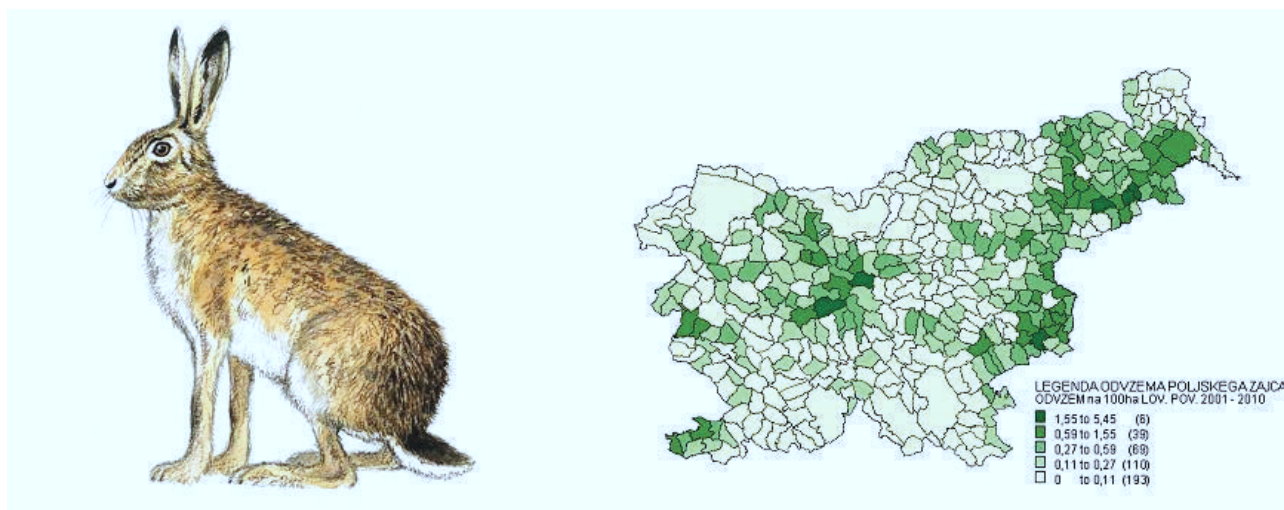 LEGENDA ODVZEMA POLJSKEGA ZAJCA
ODVZEM na 100ha LOV. POV. 2001 - 2010
1,55 to 5,45 (6)
0,59 to 1,55 (39)
0,27 to 0,59 (69)
0,11 to 0,27 (110)
0 to 0,11 (193)